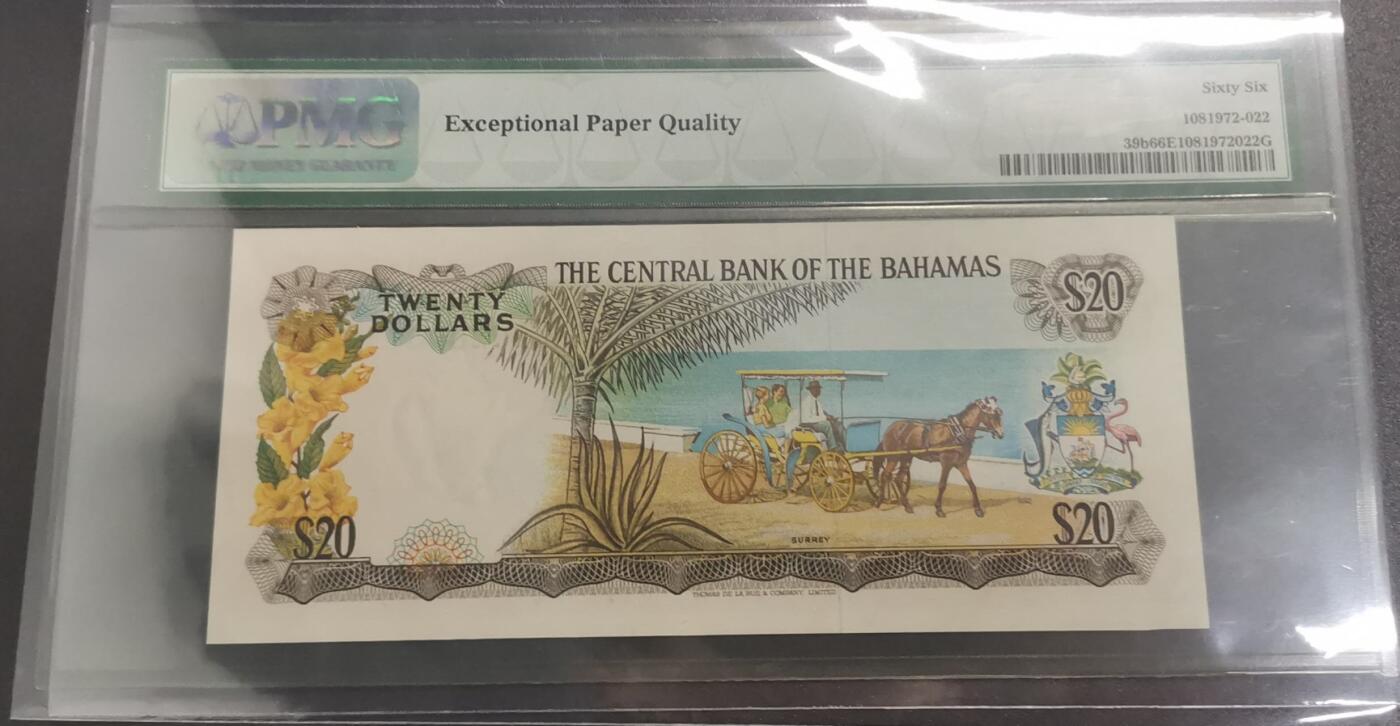 PMG
Exceptional Paper Quality
Sixty Six
1081972-022
39b66E1081972022G
THE CENTRAL BANK OF THE BAHAMAS
TWENTY
DOLLARS
$20
$20
$20
SURREY
THOMAS DE LA RUE & COMPANY, LIMITED